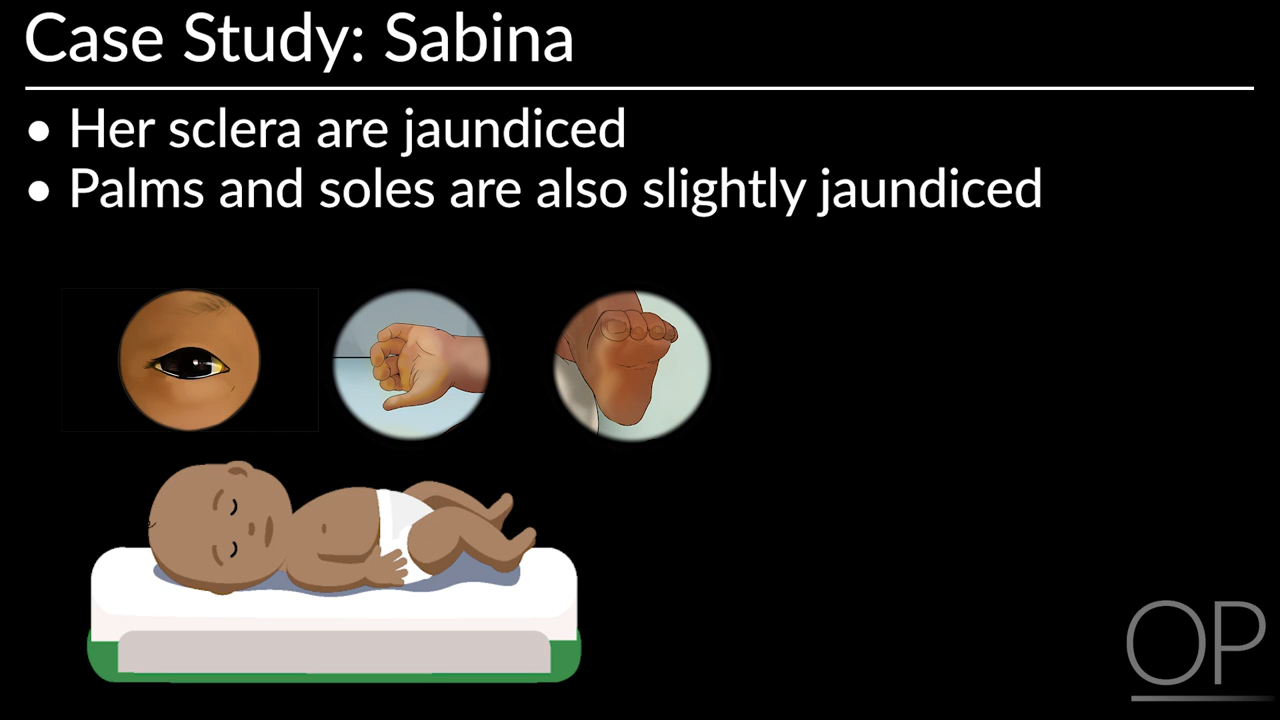 Case Study: Sabina
• Her sclera are jaundiced
• Palms and soles are also slightly jaundiced
OP